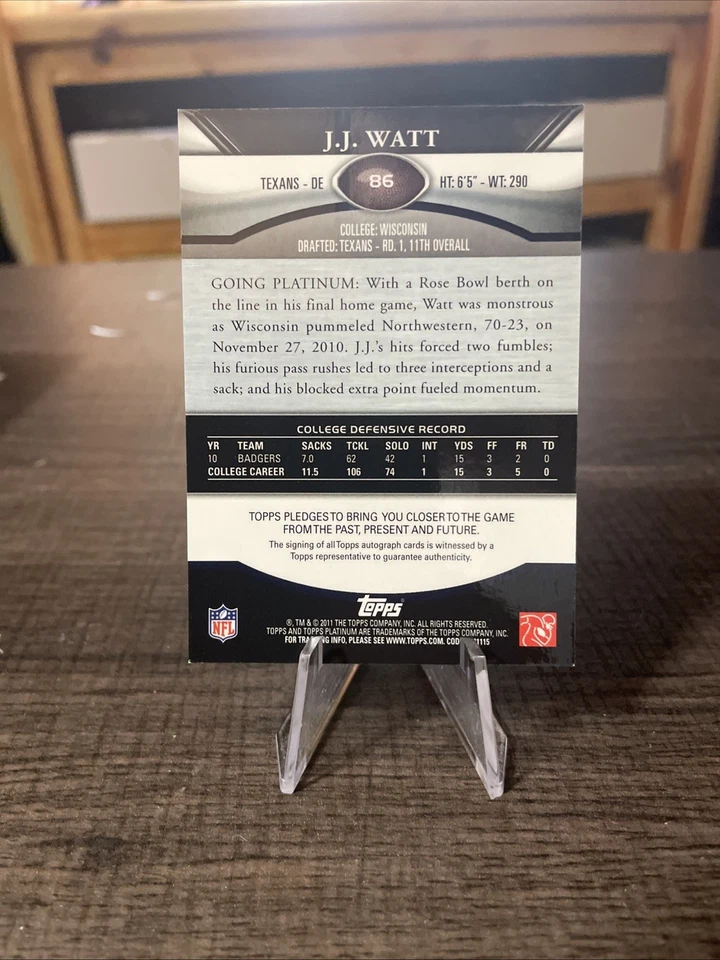 J.J. WATT
TEXANS - DE 86 HT: 6'5" - WT: 290
COLLEGE: WISCONSIN
DRAFTED: TEXANS - RD. 1, 11TH OVERALL
GOING PLATINUM: With a Rose Bowl berth on
the line in his final home game, Watt was monstrous
as Wisconsin pummeled Northwestern, 70-23, on
November 27, 2010. J.J.'s hits forced two fumbles;
his furious pass rushes led to three interceptions and a
sack; and his blocked extra point fueled momentum.
COLLEGE DEFENSIVE RECORD
YR TEAM SACKS TCKL SOLO INT YDS FF FR TD
10 BADGERS 7.0 62 42 1 15 3 2 0
COLLEGE CAREER 11.5 106 74 1 15 3 5 0
TOPPS PLEDGES TO BRING YOU CLOSER TO THE GAME
FROM THE PAST, PRESENT AND FUTURE.
The signing of all Topps autograph cards is witnessed by a
Topps representative to guarantee authenticity.
Topps
NFL
®, TM & © 2011 THE TOPPS COMPANY, INC. ALL RIGHTS RESERVED.
TOPPS AND TOPPS PLATINUM ARE TRADEMARKS OF THE TOPPS COMPANY, INC.
FOR TRADING INFO, PLEASE SEE WWW.TOPPS.COM.